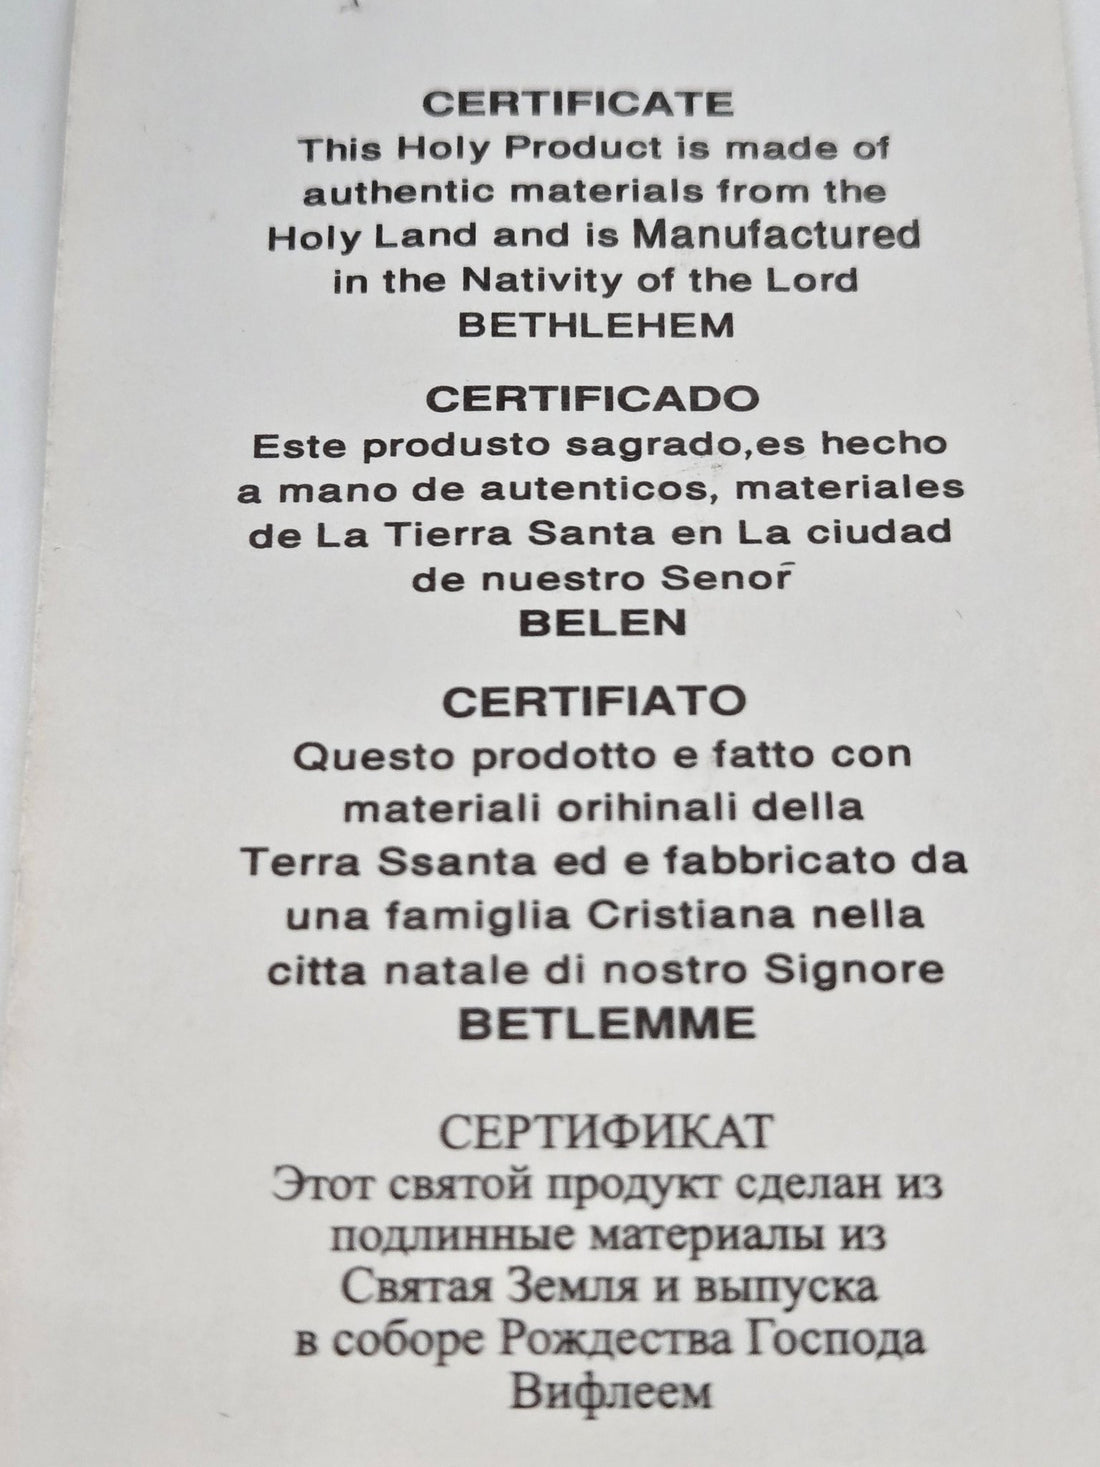 CERTIFICATE
This Holy Product is made of
authentic materials from the
Holy Land and is Manufactured
in the Nativity of the Lord
BETHLEHEM
CERTIFICADO
Este produsto sagrado,es hecho
a mano de autenticos, materiales
de La Tierra Santa en La ciudad
de nuestro Senor̄
BELEN
CERTIFIATO
Questo prodotto e fatto con
materiali orihinali della
Terra Ssanta ed e fabbricato da
una famiglia Cristiana nella
citta natale di nostro Signore
BETLEMME
СЕРТИФИКАТ
Этот святой продукт сделан из
подлинные материалы из
Святая Земля и выпуска
в соборе Рождества Господа
Вифлеем